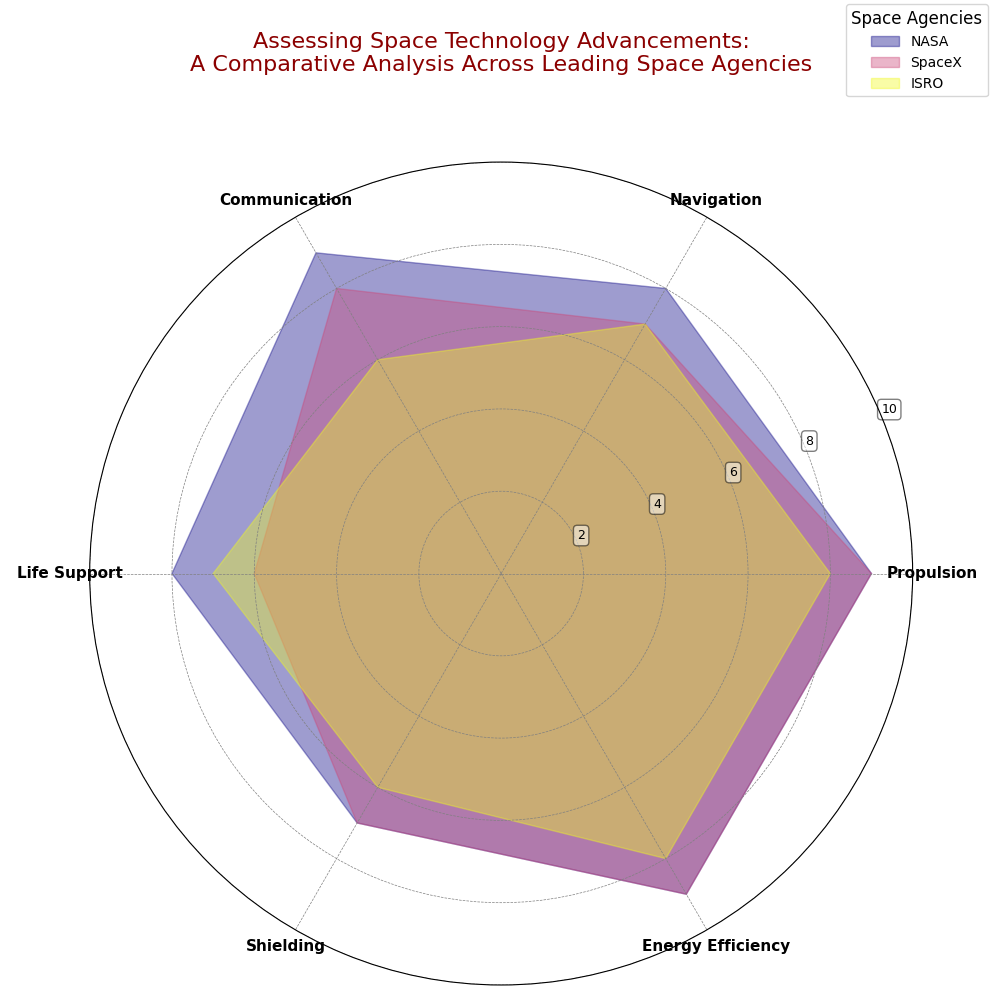 Assessing Space Technology Advancements:
A Comparative Analysis Across Leading Space Agencies
Space Agencies
NASA
SpaceX
ISRO
Communication
Navigation
10
8
6
4
2
Life Support
Propulsion
Shielding
Energy Efficiency